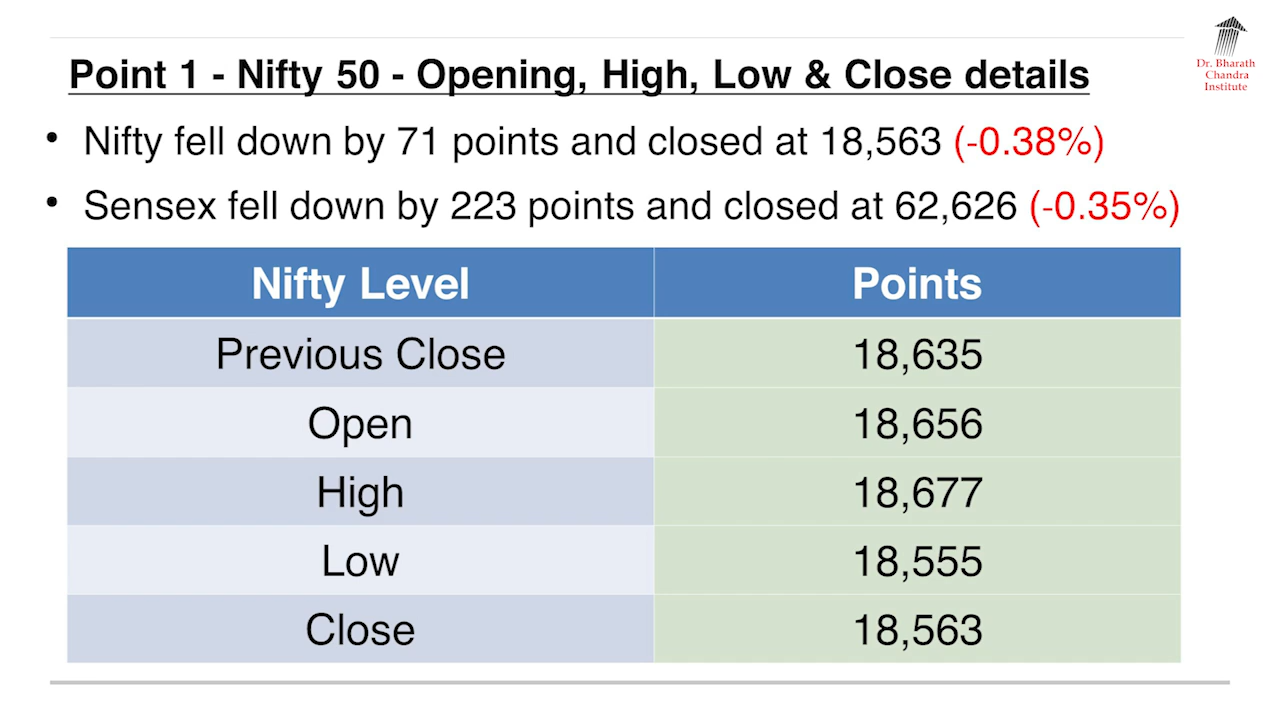 Point 1 - Nifty 50 - Opening, High, Low & Close details
Dr. Bharath
Chandra
Institute
• Nifty fell down by 71 points and closed at 18,563 (-0.38%)
• Sensex fell down by 223 points and closed at 62,626 (-0.35%)
Nifty Level Points
Previous Close 18,635
Open 18,656
High 18,677
Low 18,555
Close 18,563